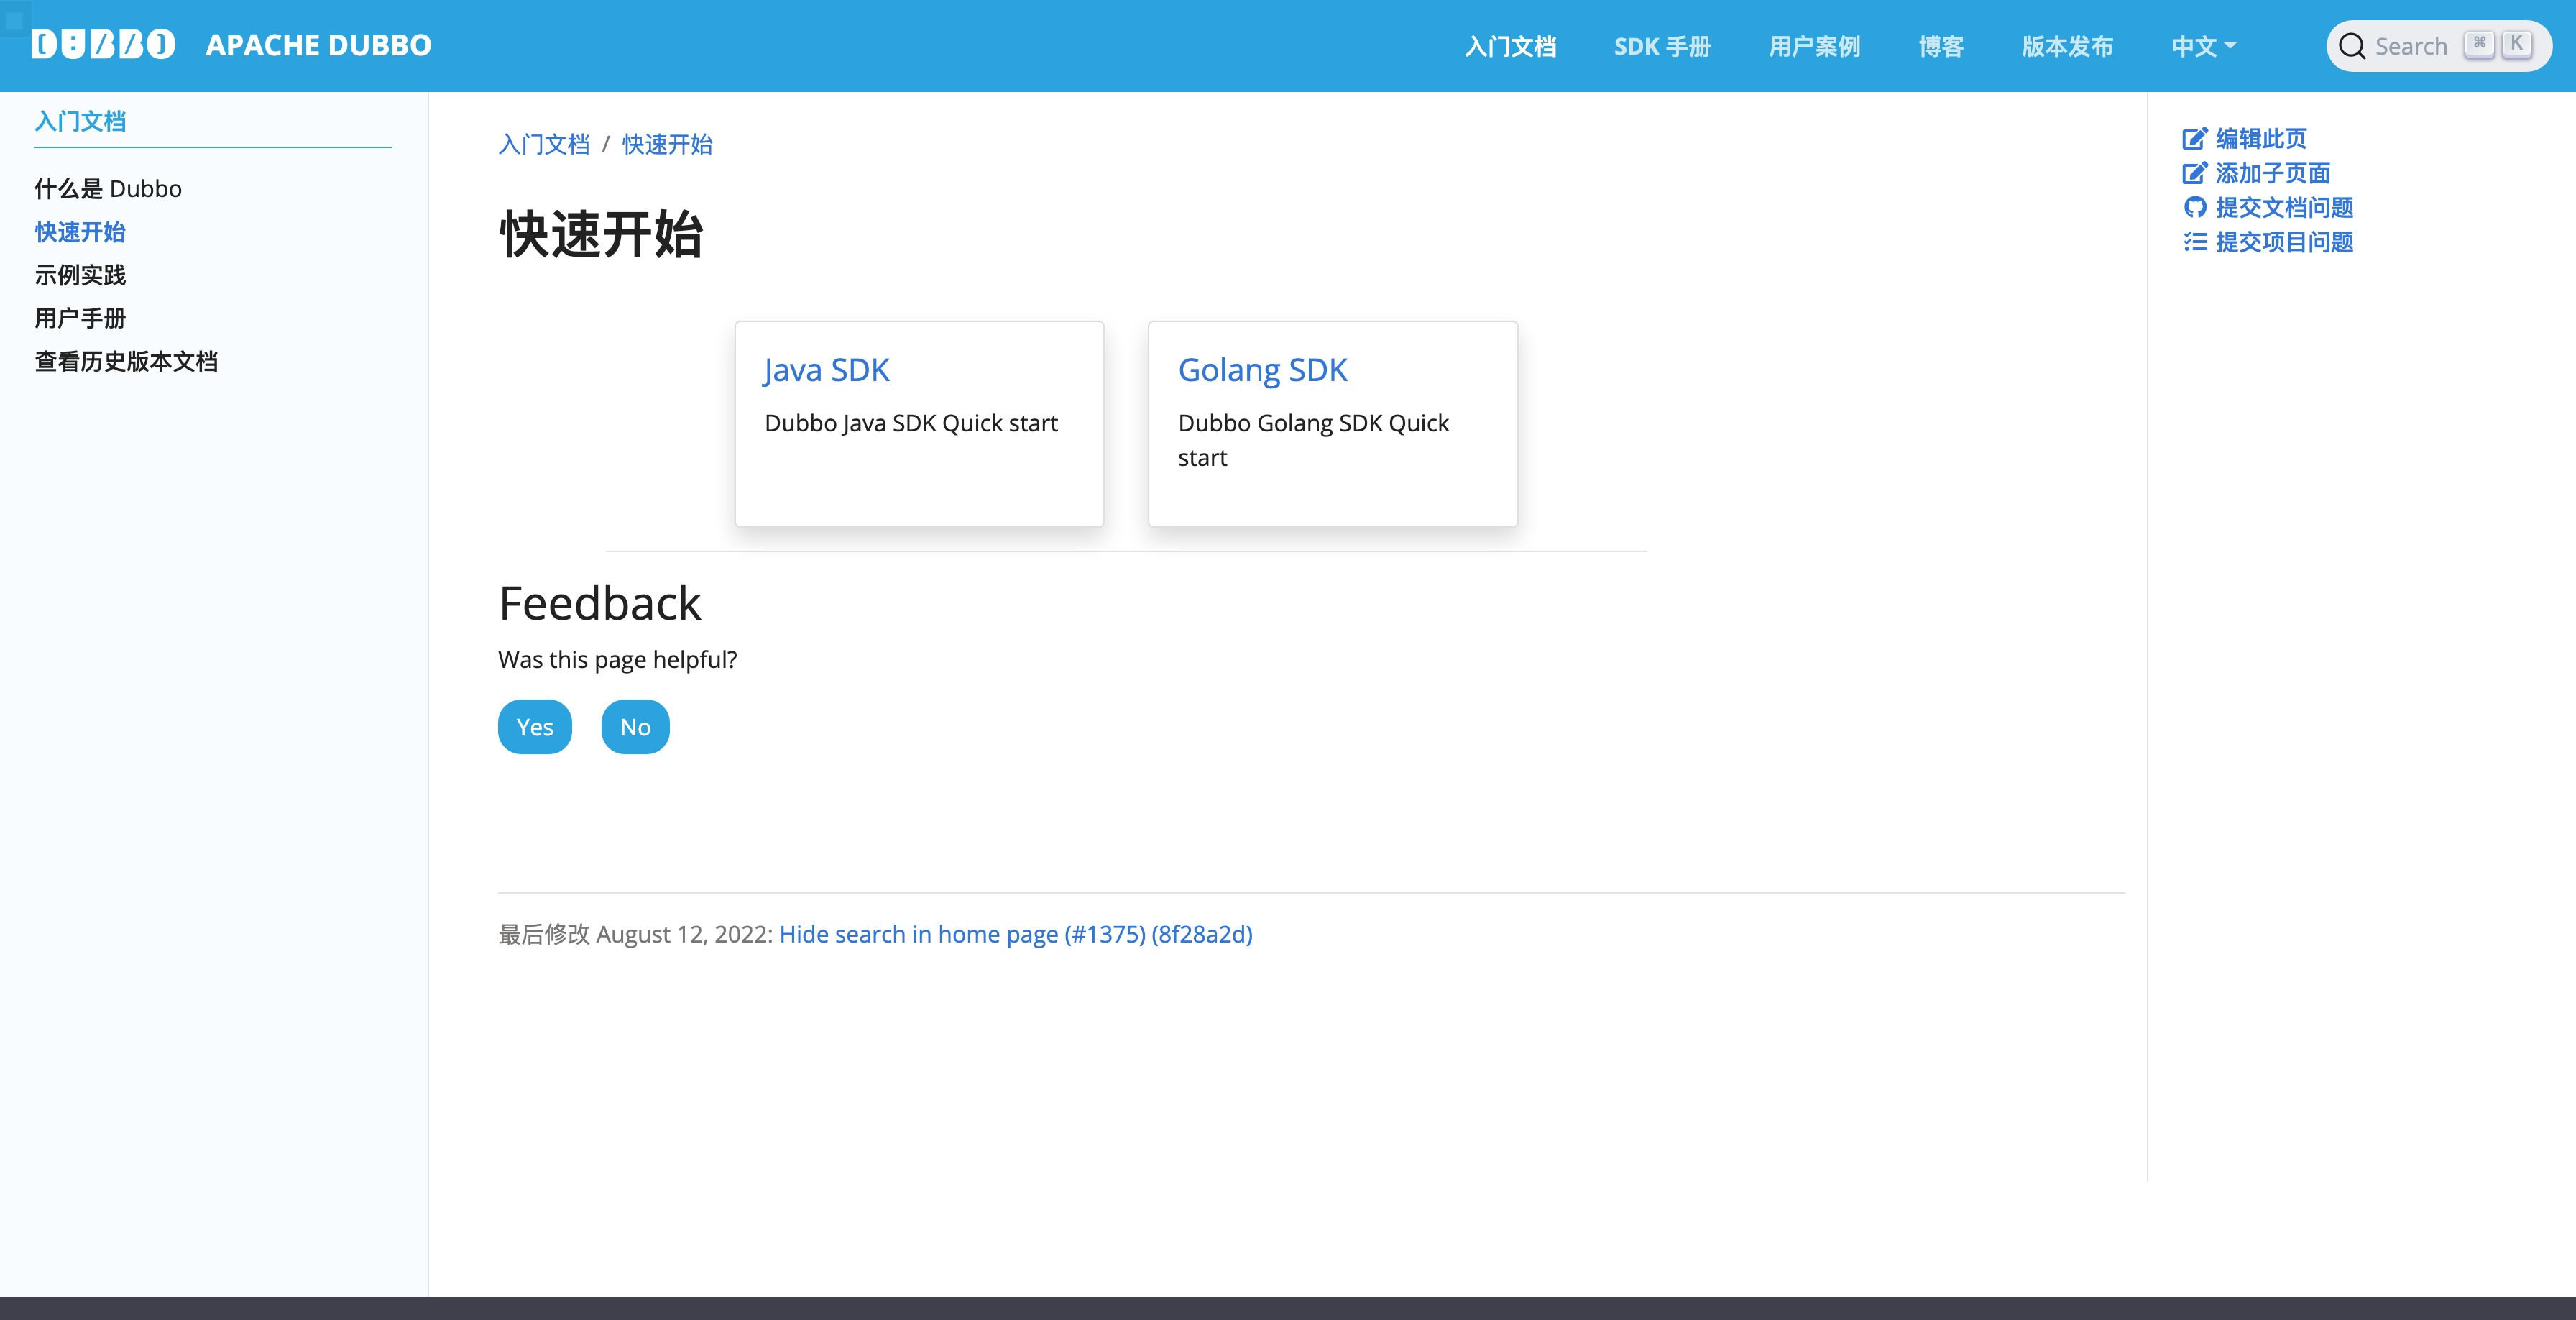 DUBBO APACHE DUBBO 入门文档 SDK 手册 用户案例 博客 版本发布 中文 Search ⌘ K
入门文档
什么是 Dubbo
快速开始
示例实践
用户手册
查看历史版本文档
入门文档 / 快速开始
快速开始
Java SDK
Dubbo Java SDK Quick start
Golang SDK
Dubbo Golang SDK Quick
start
Feedback
Was this page helpful?
Yes No
最后修改 August 12, 2022: Hide search in home page (#1375) (8f28a2d)
编辑此页
添加子页面
提交文档问题
提交项目问题